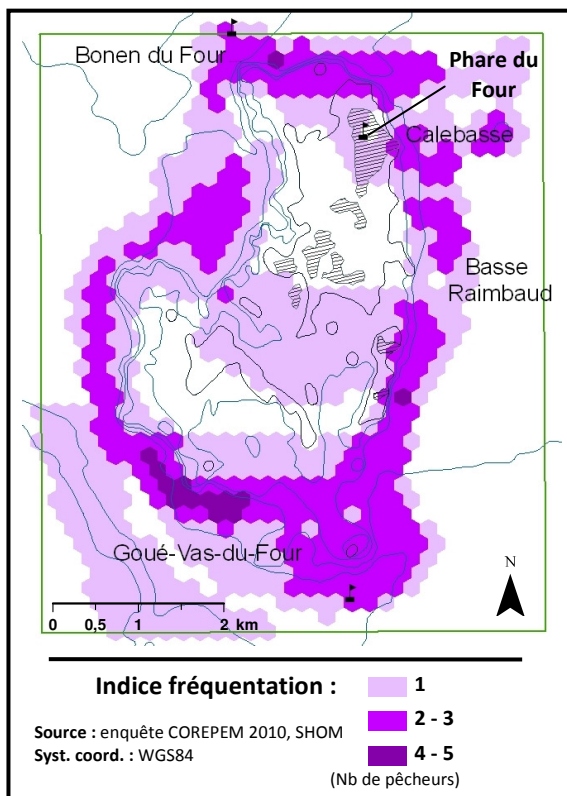 Bonen du Four
Phare du
Four
Calebasse
Basse
Raimbaud
Goué-Vas-du-Four
N
0 0,5 1 2 km
Indice fréquentation :
1
2 - 3
4 - 5
(Nb de pêcheurs)
Source : enquête COREPEM 2010, SHOM
Syst. coord. : WGS84